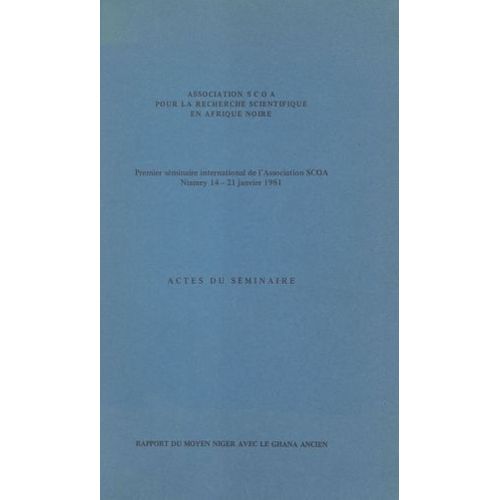 ASSOCIATION S C O A
POUR LA RECHERCHE SCIENTIFIQUE
EN AFRIQUE NOIRE
Premier séminaire international de l'Association SCOA
Niamey 14 – 21 janvier 1981
ACTES DU SEMINAIRE
RAPPORT DU MOYEN NIGER AVEC LE GHANA ANCIEN